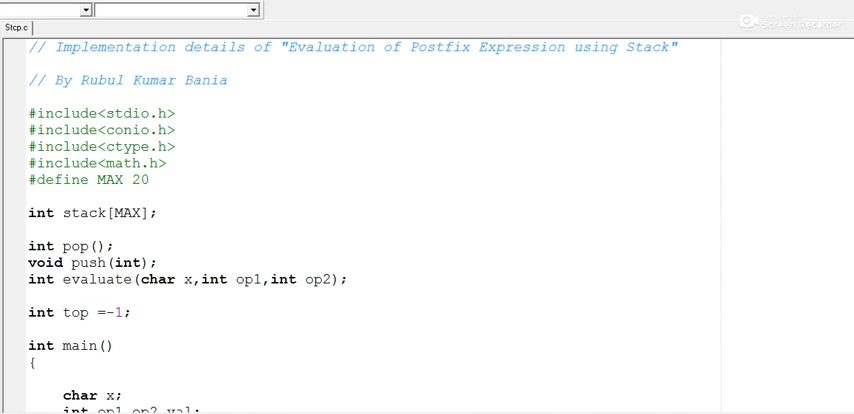 Stcp.c
// Implementation details of "Evaluation of Postfix Expression using Stack"
// By Rubul Kumar Bania
#include<stdio.h>
#include<conio.h>
#include<ctype.h>
#include<math.h>
#define MAX 20
int stack[MAX];
int pop();
void push(int);
int evaluate(char x,int op1,int op2);
int top =-1;
int main()
{
char x;
int op1,op2,val;